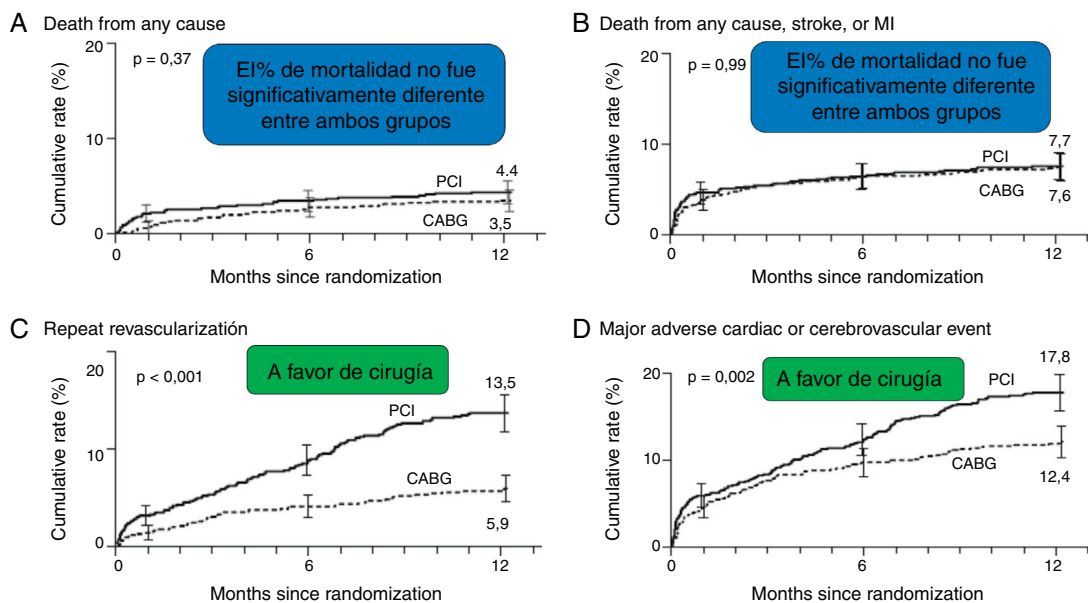 A Death from any cause
20
10
0
Cumulative rate (%)
p = 0,37
El% de mortalidad no fue
significativamente diferente
entre ambos grupos
4.4
PCI
CABG
3,5
0 6 12
Months since randomization
B Death from any cause, stroke, or MI
20
10
0
Cumulative rate (%)
p = 0,99
El% de mortalidad no fue
significativamente diferente
entre ambos grupos
7,7
PCI
CABG
7,6
0 6 12
Months since randomization
C Repeat revascularizatión
20
10
0
Cumulative rate (%)
p < 0,001
A favor de cirugía
13,5
PCI
CABG
5,9
0 6 12
Months since randomization
D Major adverse cardiac or cerebrovascular event
20
10
0
Cumulative rate (%)
p = 0,002
A favor de cirugía
17,8
PCI
CABG
12,4
0 6 12
Months since randomization